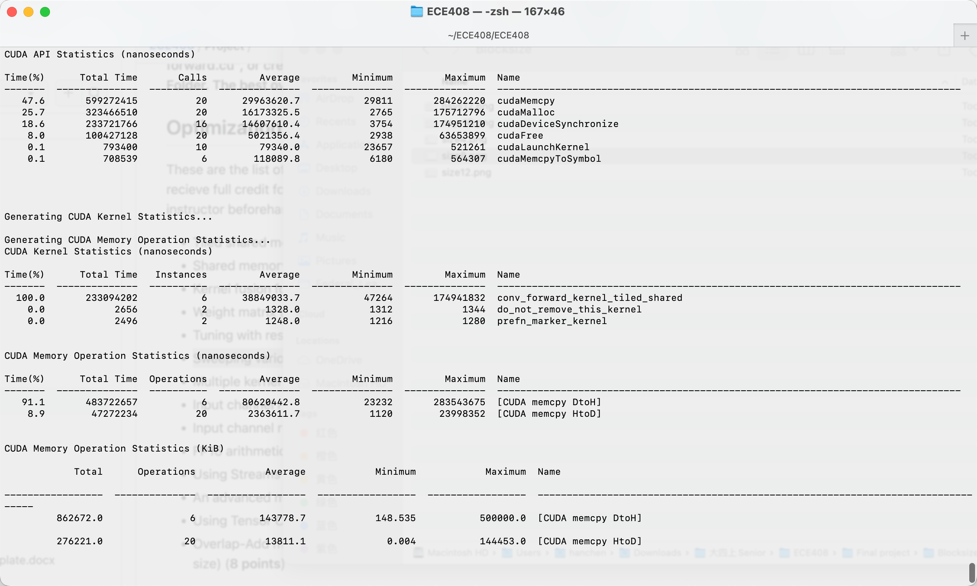 ECE408 — -zsh — 167×46
~/ECE408/ECE408
CUDA API Statistics (nanoseconds)
Time(%) Total Time Calls Average Minimum Maximum Name
47.6 599272415 20 29963620.7 29811 284262220 cudaMemcpy
25.7 323466510 20 16173325.5 2765 175712796 cudaMalloc
18.6 233721766 16 14607610.4 3754 174951210 cudaDeviceSynchronize
8.0 100427128 20 5021356.4 2938 63653899 cudaFree
0.1 793400 10 79340.0 23657 521261 cudaLaunchKernel
0.1 708539 6 118089.8 6180 564307 cudaMemcpyToSymbol
Generating CUDA Kernel Statistics...
Generating CUDA Memory Operation Statistics...
CUDA Kernel Statistics (nanoseconds)
Time(%) Total Time Instances Average Minimum Maximum Name
100.0 233094202 6 38849033.7 47264 174941832 conv_forward_kernel_tiled_shared
0.0 2656 2 1328.0 1312 1344 do_not_remove_this_kernel
0.0 2496 2 1248.0 1216 1280 prefn_marker_kernel
CUDA Memory Operation Statistics (nanoseconds)
Time(%) Total Time Operations Average Minimum Maximum Name
91.1 483722657 6 80620442.8 23232 283543675 [CUDA memcpy DtoH]
8.9 47272234 20 2363611.7 1120 23998352 [CUDA memcpy HtoD]
CUDA Memory Operation Statistics (KiB)
Total Operations Average Minimum Maximum Name
862672.0 6 143778.7 148.535 500000.0 [CUDA memcpy DtoH]
276221.0 20 13811.1 0.004 144453.0 [CUDA memcpy HtoD]
size12.png
plate.docx